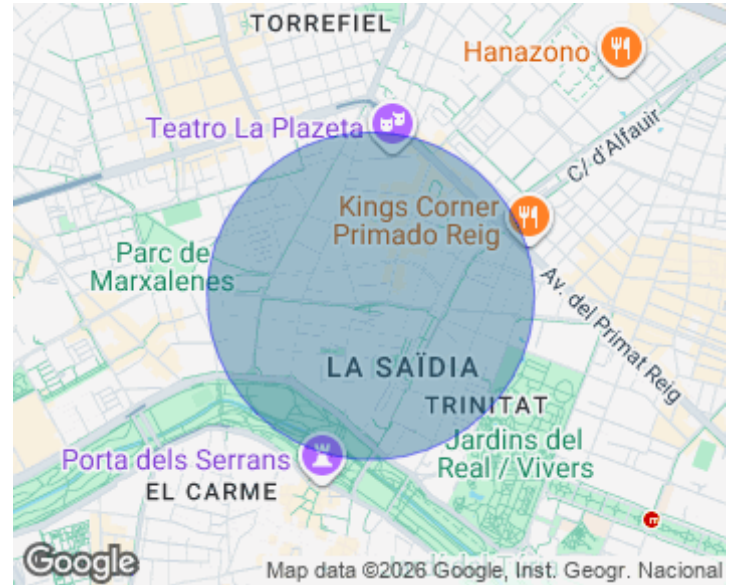 TORREFIEL
Hanazono
Teatro La Plazeta
C/ d'Alfauir
Kings Corner
Primado Reig
Parc de
Marxalenes
Av. del Primat Reig
LA SAÏDIA
TRINITAT
Jardins del
Real / Vivers
Porta dels Serrans
EL CARME
m
Google
Map data ©2026 Google, Inst. Geogr. Nacional